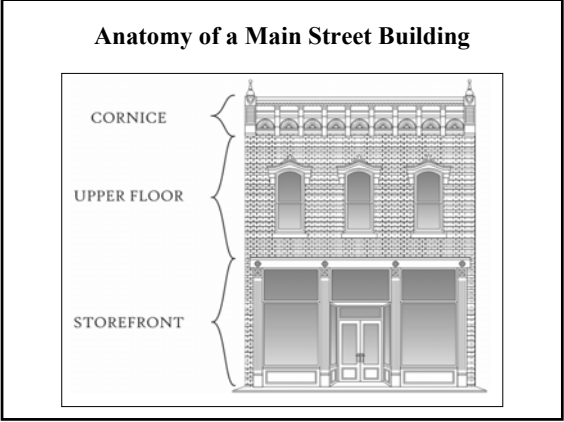 Anatomy of a Main Street Building
CORNICE
UPPER FLOOR
STOREFRONT